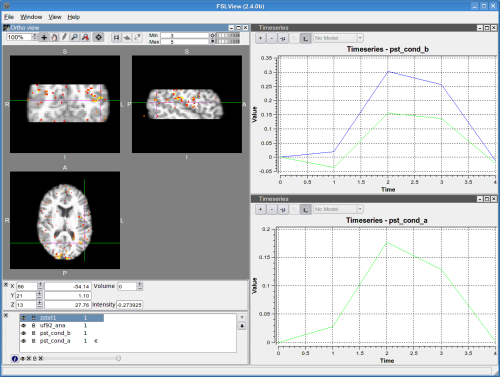 FSLView (2.4.0b)
File Window View Help
Ortho view
100%
Min 3
Max 5
S S
R L P A
I I
A
R L
P
X 86 -54.14 Volume 0
Y 21 1.10
Z 13 27.76 Intensity -0.273925
zstat1 1
uf92_ana 1
pst_cond_b 1
pst_cond_a 1 €
Timeseries
+ - -μ No Model
Timeseries - pst_cond_b
0.35
0.3
0.25
0.2
0.15
0.1
0.05
0
-0.05
Value
0 0.5 1 1.5 2 2.5 3 3.5 4
Time
Timeseries
+ - -μ No Model
Timeseries - pst_cond_a
0.2
0.15
0.1
0.05
0
Value
0 0.5 1 1.5 2 2.5 3 3.5 4
Time